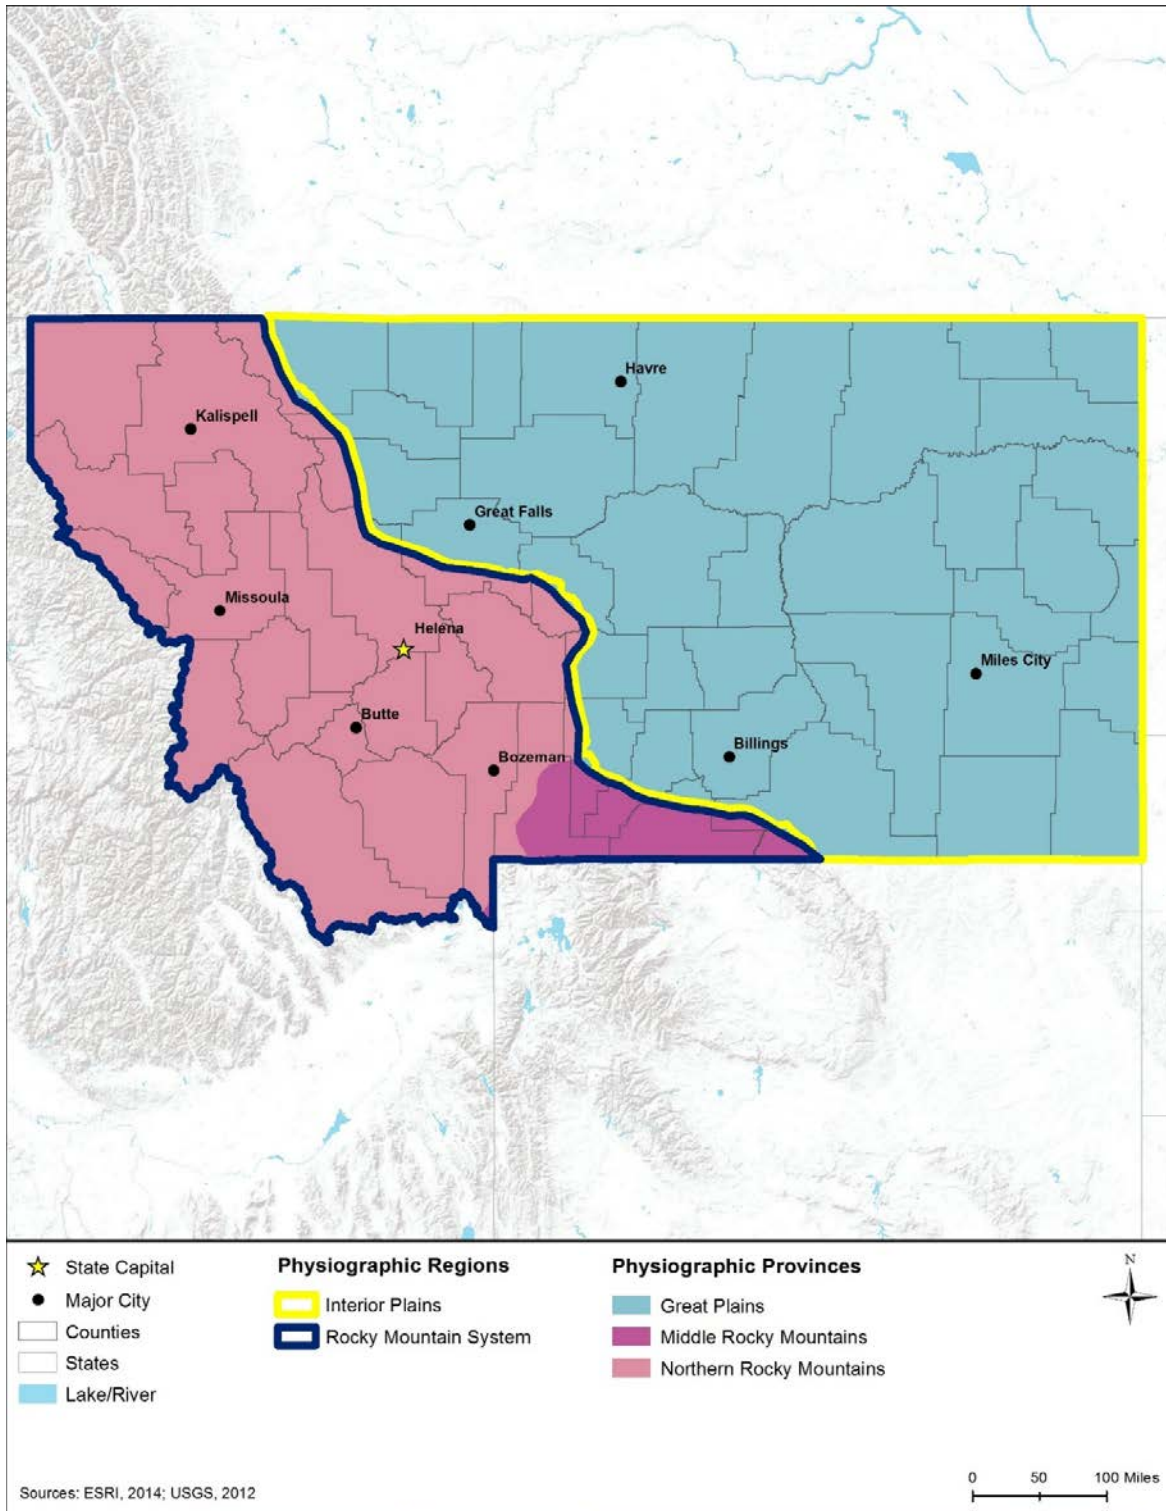 Havre
Kalispell
Great Falls
Missoula
Helena
Miles City
Butte
Billings
Bozeman
State Capital
Major City
Counties
States
Lake/River
Physiographic Regions
Interior Plains
Rocky Mountain System
Physiographic Provinces
Great Plains
Middle Rocky Mountains
Northern Rocky Mountains
N
Sources: ESRI, 2014; USGS, 2012
0 50 100 Miles